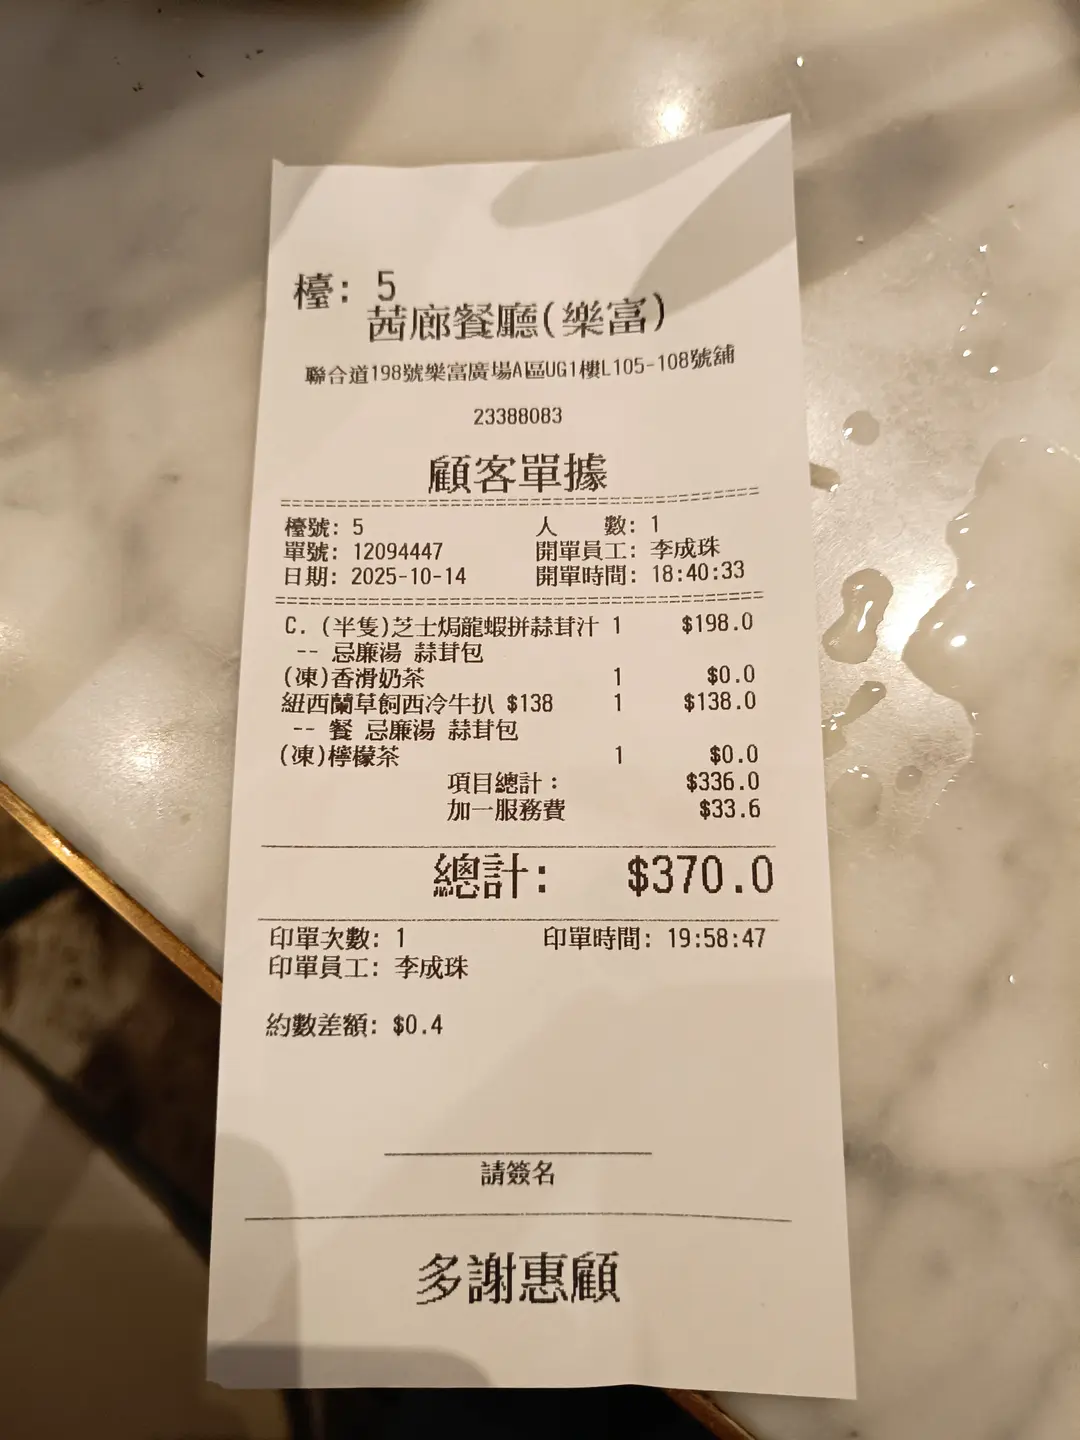 檯: 5
茜廊餐廳(樂富)
聯合道198號樂富廣場A區UG1樓L105-108號舖
23388083
顧客單據
檯號: 5 人 數: 1
單號: 12094447 開單員工: 李成珠
日期: 2025-10-14 開單時間: 18:40:33
C. (半隻)芝士焗龍蝦拼蒜茸汁 1 $198.0
-- 忌廉湯 蒜茸包
(凍)香滑奶茶 1 $0.0
紐西蘭草飼西冷牛扒 $138 1 $138.0
-- 餐 忌廉湯 蒜茸包
(凍)檸檬茶 1 $0.0
項目總計: $336.0
加一服務費 $33.6
總計: $370.0
印單次數: 1 印單時間: 19:58:47
印單員工: 李成珠
約數差額: $0.4
請簽名
多謝惠顧